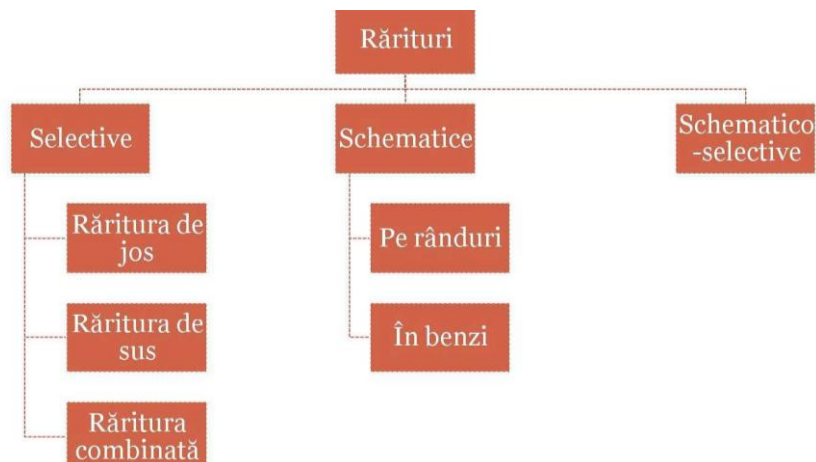 Rărituri
Selective
Schematice
Schematico
-selective
Răritura de
jos
Răritura de
sus
Răritura
combinată
Pe rânduri
În benzi